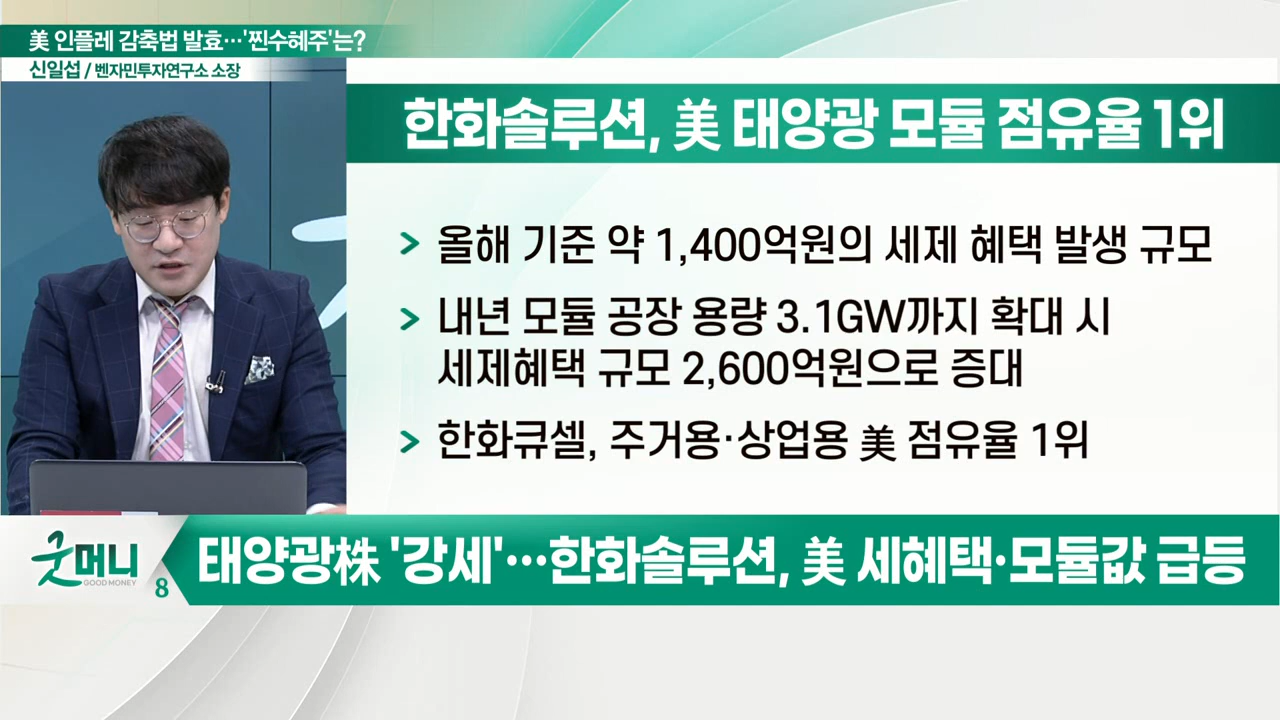 美 인플레 감축법 발효…'찐수혜주'는?
신일섭 / 벤자민투자연구소 소장
한화솔루션, 美 태양광 모듈 점유율 1위
올해 기준 약 1,400억원의 세제 혜택 발생 규모
내년 모듈 공장 용량 3.1GW까지 확대 시
세제혜택 규모 2,600억원으로 증대
한화큐셀, 주거용·상업용 美 점유율 1위
굿머니
GOOD MONEY
8
태양광株 '강세'…한화솔루션, 美 세혜택·모듈값 급등